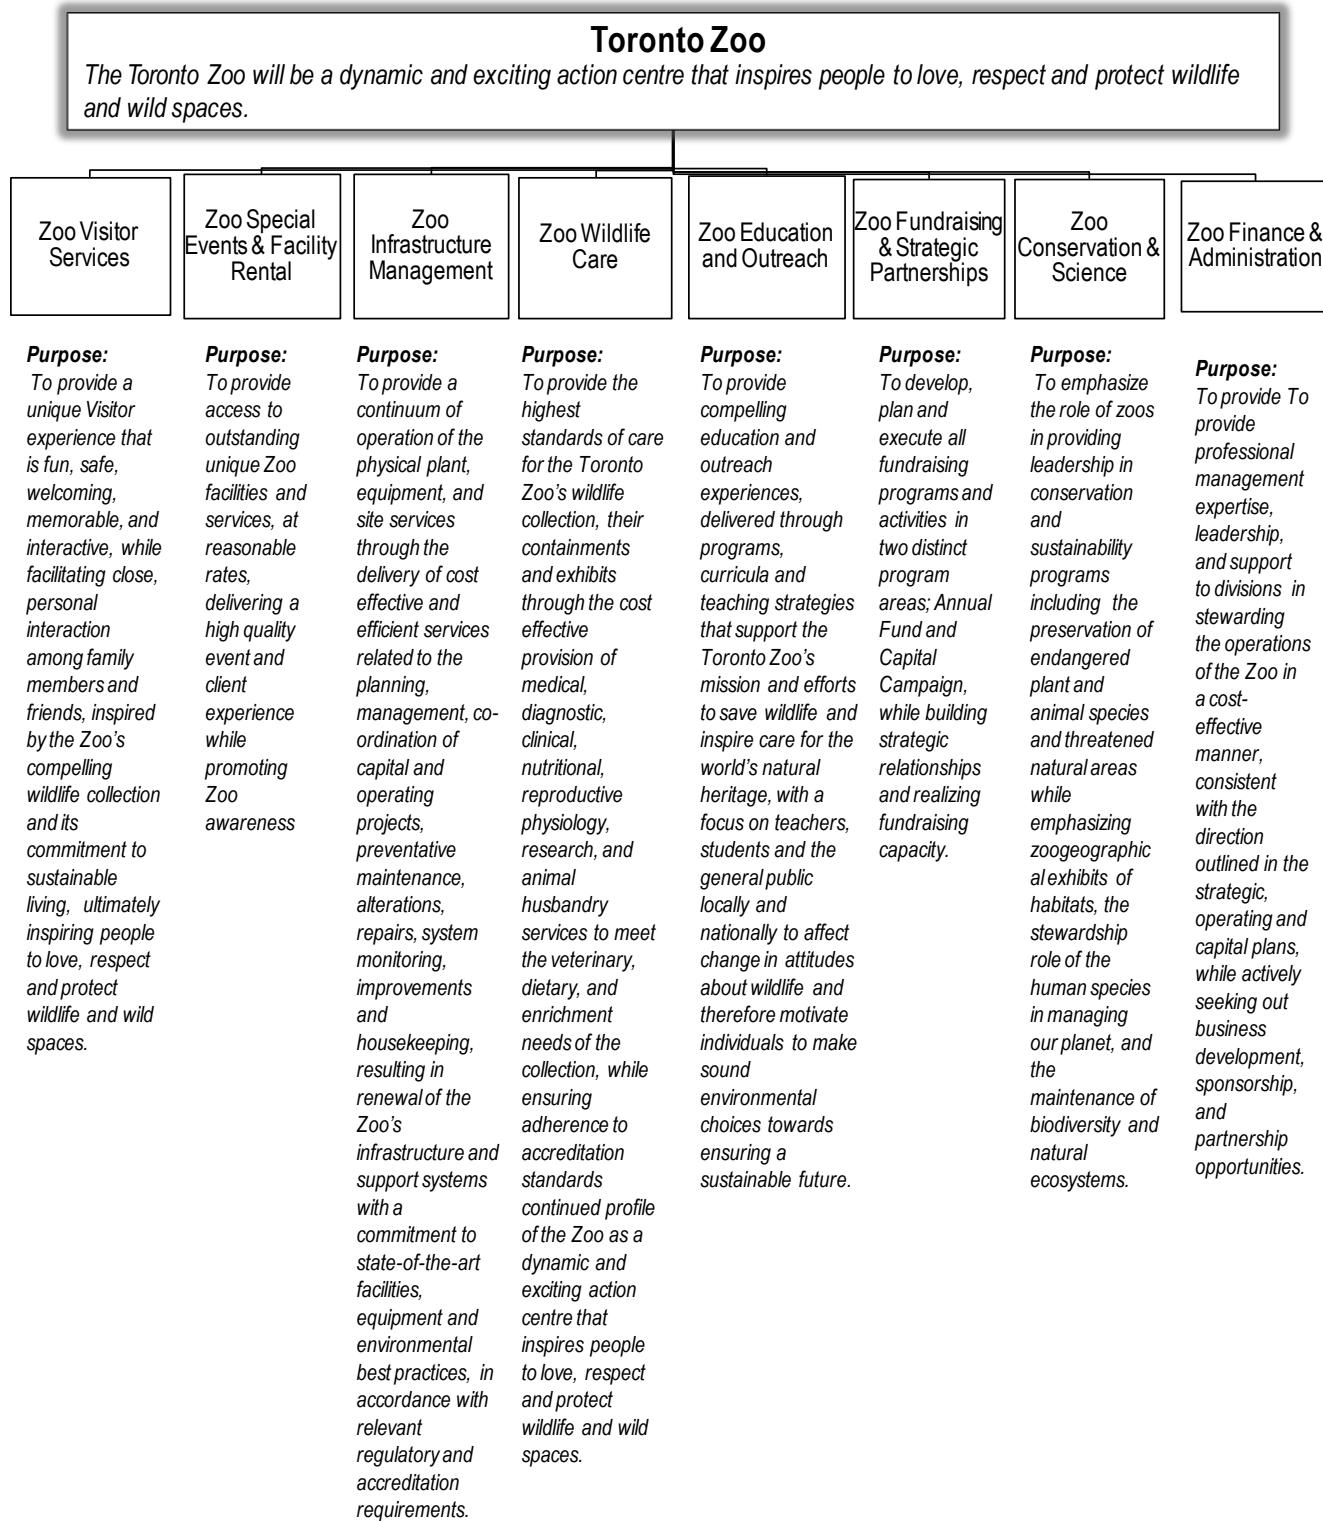 Toronto Zoo
The Toronto Zoo will be a dynamic and exciting action centre that inspires people to love, respect and protect wildlife
and wild spaces.
Zoo Visitor
Services
Zoo Special
Events & Facility
Rental
Zoo
Infrastructure
Management
Zoo Wildlife
Care
Zoo Education
and Outreach
Zoo Fundraising
& Strategic
Partnerships
Zoo
Conservation &
Science
Zoo Finance &
Administration
Purpose:
To provide a
unique Visitor
experience that
is fun, safe,
welcoming,
memorable, and
interactive, while
facilitating close,
personal
interaction
among family
members and
friends, inspired
by the Zoo's
compelling
wildlife collection
and its
commitment to
sustainable
living, ultimately
inspiring people
to love, respect
and protect
wildlife and wild
spaces.
Purpose:
To provide
access to
outstanding
unique Zoo
facilities and
services, at
reasonable
rates,
delivering a
high quality
event and
client
experience
while
promoting
Zoo
awareness
Purpose:
To provide a
continuum of
operation of the
physical plant,
equipment, and
site services
through the
delivery of cost
effective and
efficient services
related to the
planning,
management, co-
ordination of
capital and
operating
projects,
preventative
maintenance,
alterations,
repairs, system
monitoring,
improvements
and
housekeeping,
resulting in
renewal of the
Zoo's
infrastructure and
support systems
with a
commitment to
state-of-the-art
facilities,
equipment and
environmental
best practices, in
accordance with
relevant
regulatory and
accreditation
requirements.
Purpose:
To provide the
highest
standards of care
for the Toronto
Zoo's wildlife
collection, their
containments
and exhibits
through the cost
effective
provision of
medical,
diagnostic,
clinical,
nutritional,
reproductive
physiology,
research, and
animal
husbandry
services to meet
the veterinary,
dietary, and
enrichment
needs of the
collection, while
ensuring
adherence to
accreditation
standards
continued profile
of the Zoo as a
dynamic and
exciting action
centre that
inspires people
to love, respect
and protect
wildlife and wild
spaces.
Purpose:
To provide
compelling
education and
outreach
experiences,
delivered through
programs,
curricula and
teaching strategies
that support the
Toronto Zoo's
mission and efforts
to save wildlife and
inspire care for the
world's natural
heritage, with a
focus on teachers,
students and the
general public
locally and
nationally to affect
change in attitudes
about wildlife and
therefore motivate
individuals to make
sound
environmental
choices towards
ensuring a
sustainable future.
Purpose:
To develop,
plan and
execute all
fundraising
programs and
activities in
two distinct
program
areas; Annual
Fund and
Capital
Campaign,
while building
strategic
relationships
and realizing
fundraising
capacity.
Purpose:
To emphasize
the role of zoos
in providing
leadership in
conservation
and
sustainability
programs
including the
preservation of
endangered
plant and
animal species
and threatened
natural areas
while
emphasizing
zoogeographic
al exhibits of
habitats, the
stewardship
role of the
human species
in managing
our planet, and
the
maintenance of
biodiversity and
natural
ecosystems.
Purpose:
To provide To
provide
professional
management
expertise,
leadership,
and support
to divisions in
stewarding
the operations
of the Zoo in
a cost-
effective
manner,
consistent
with the
direction
outlined in the
strategic,
operating and
capital plans,
while actively
seeking out
business
development,
sponsorship,
and
partnership
opportunities.